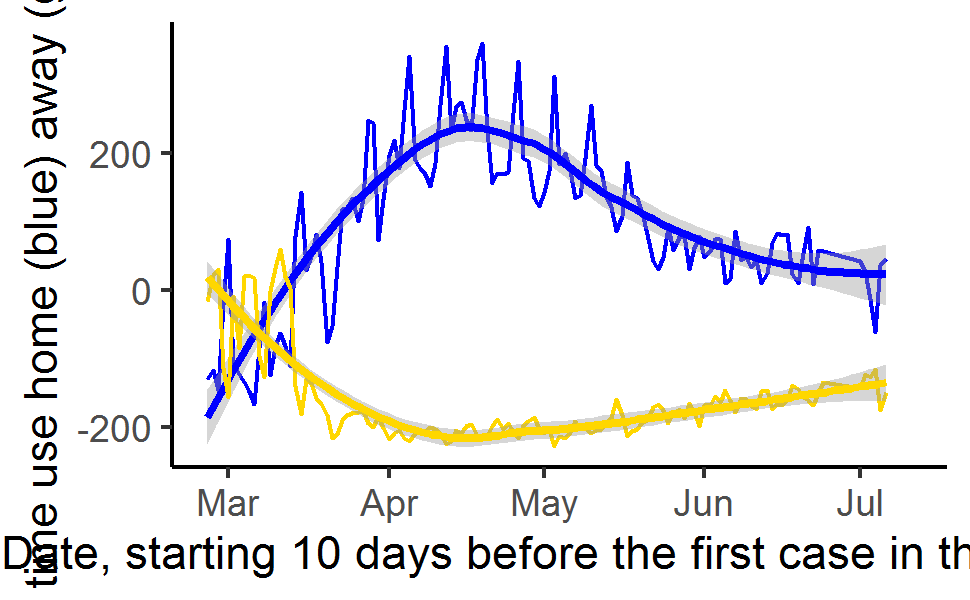 time use home (blue) away (
200
0
-200
Mar Apr May Jun Jul
Date, starting 10 days before the first case in th